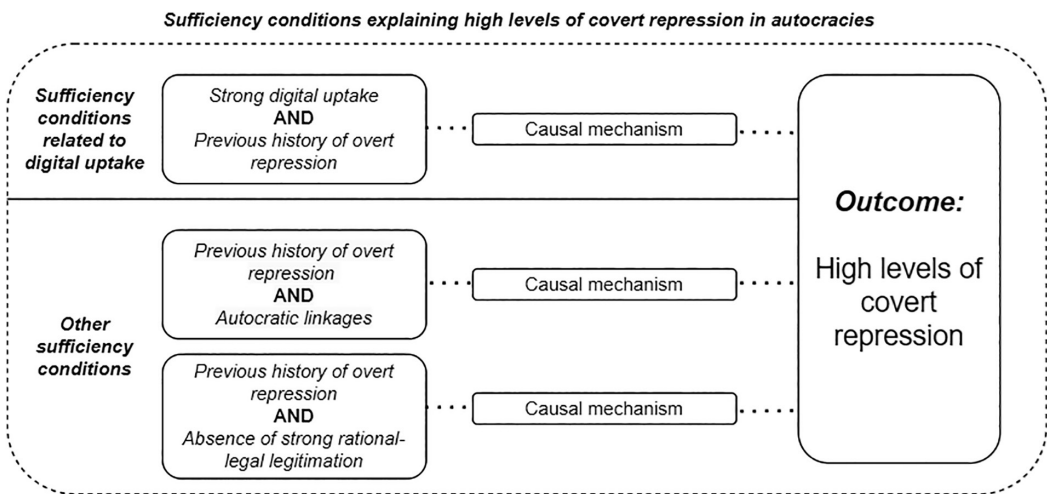 Sufficiency conditions explaining high levels of covert repression in autocracies
Sufficiency
conditions
related to
digital uptake
Strong digital uptake
AND
Previous history of overt
repression
Causal mechanism
Other
sufficiency
conditions
Previous history of overt
repression
AND
Autocratic linkages
Causal mechanism
Previous history of overt
repression
AND
Absence of strong rational-
legal legitimation
Causal mechanism
Outcome:
High levels of
covert
repression